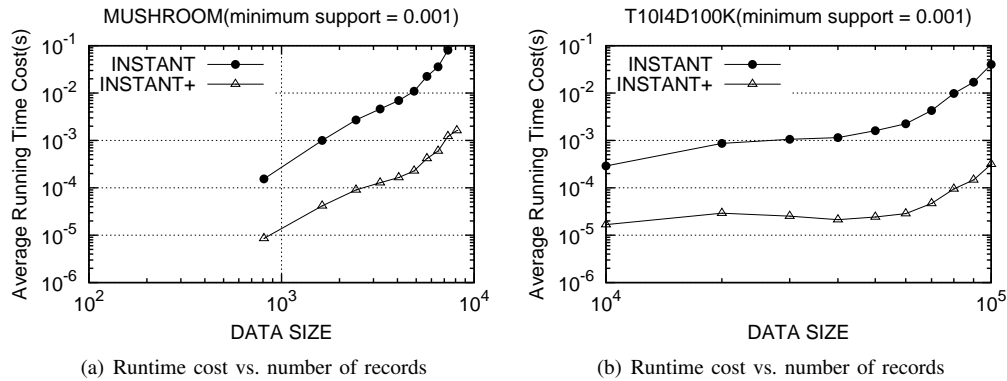 MUSHROOM(minimum support = 0.001)
Average Running Time Cost(s)
10^-1
10^-2
10^-3
10^-4
10^-5
10^-6
INSTANT
INSTANT+
10^2
10^3
10^4
DATA SIZE
(a) Runtime cost vs. number of records
T10I4D100K(minimum support = 0.001)
Average Running Time Cost(s)
10^-1
10^-2
10^-3
10^-4
10^-5
10^-6
INSTANT
INSTANT+
10^4
10^5
DATA SIZE
(b) Runtime cost vs. number of records